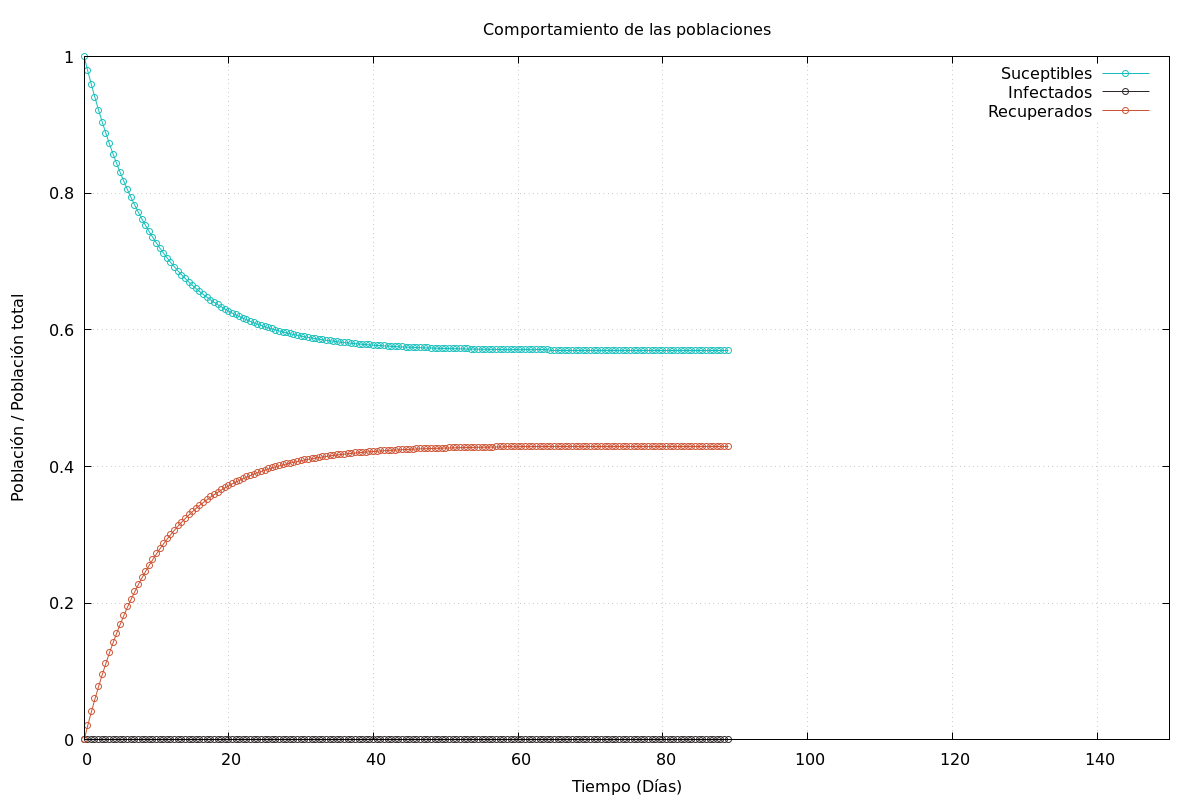 Comportamiento de las poblaciones
Suceptibles
Infectados
Recuperados
1
0.8
0.6
0.4
0.2
0
Población / Población total
0 20 40 60 80 100 120 140
Tiempo (Días)